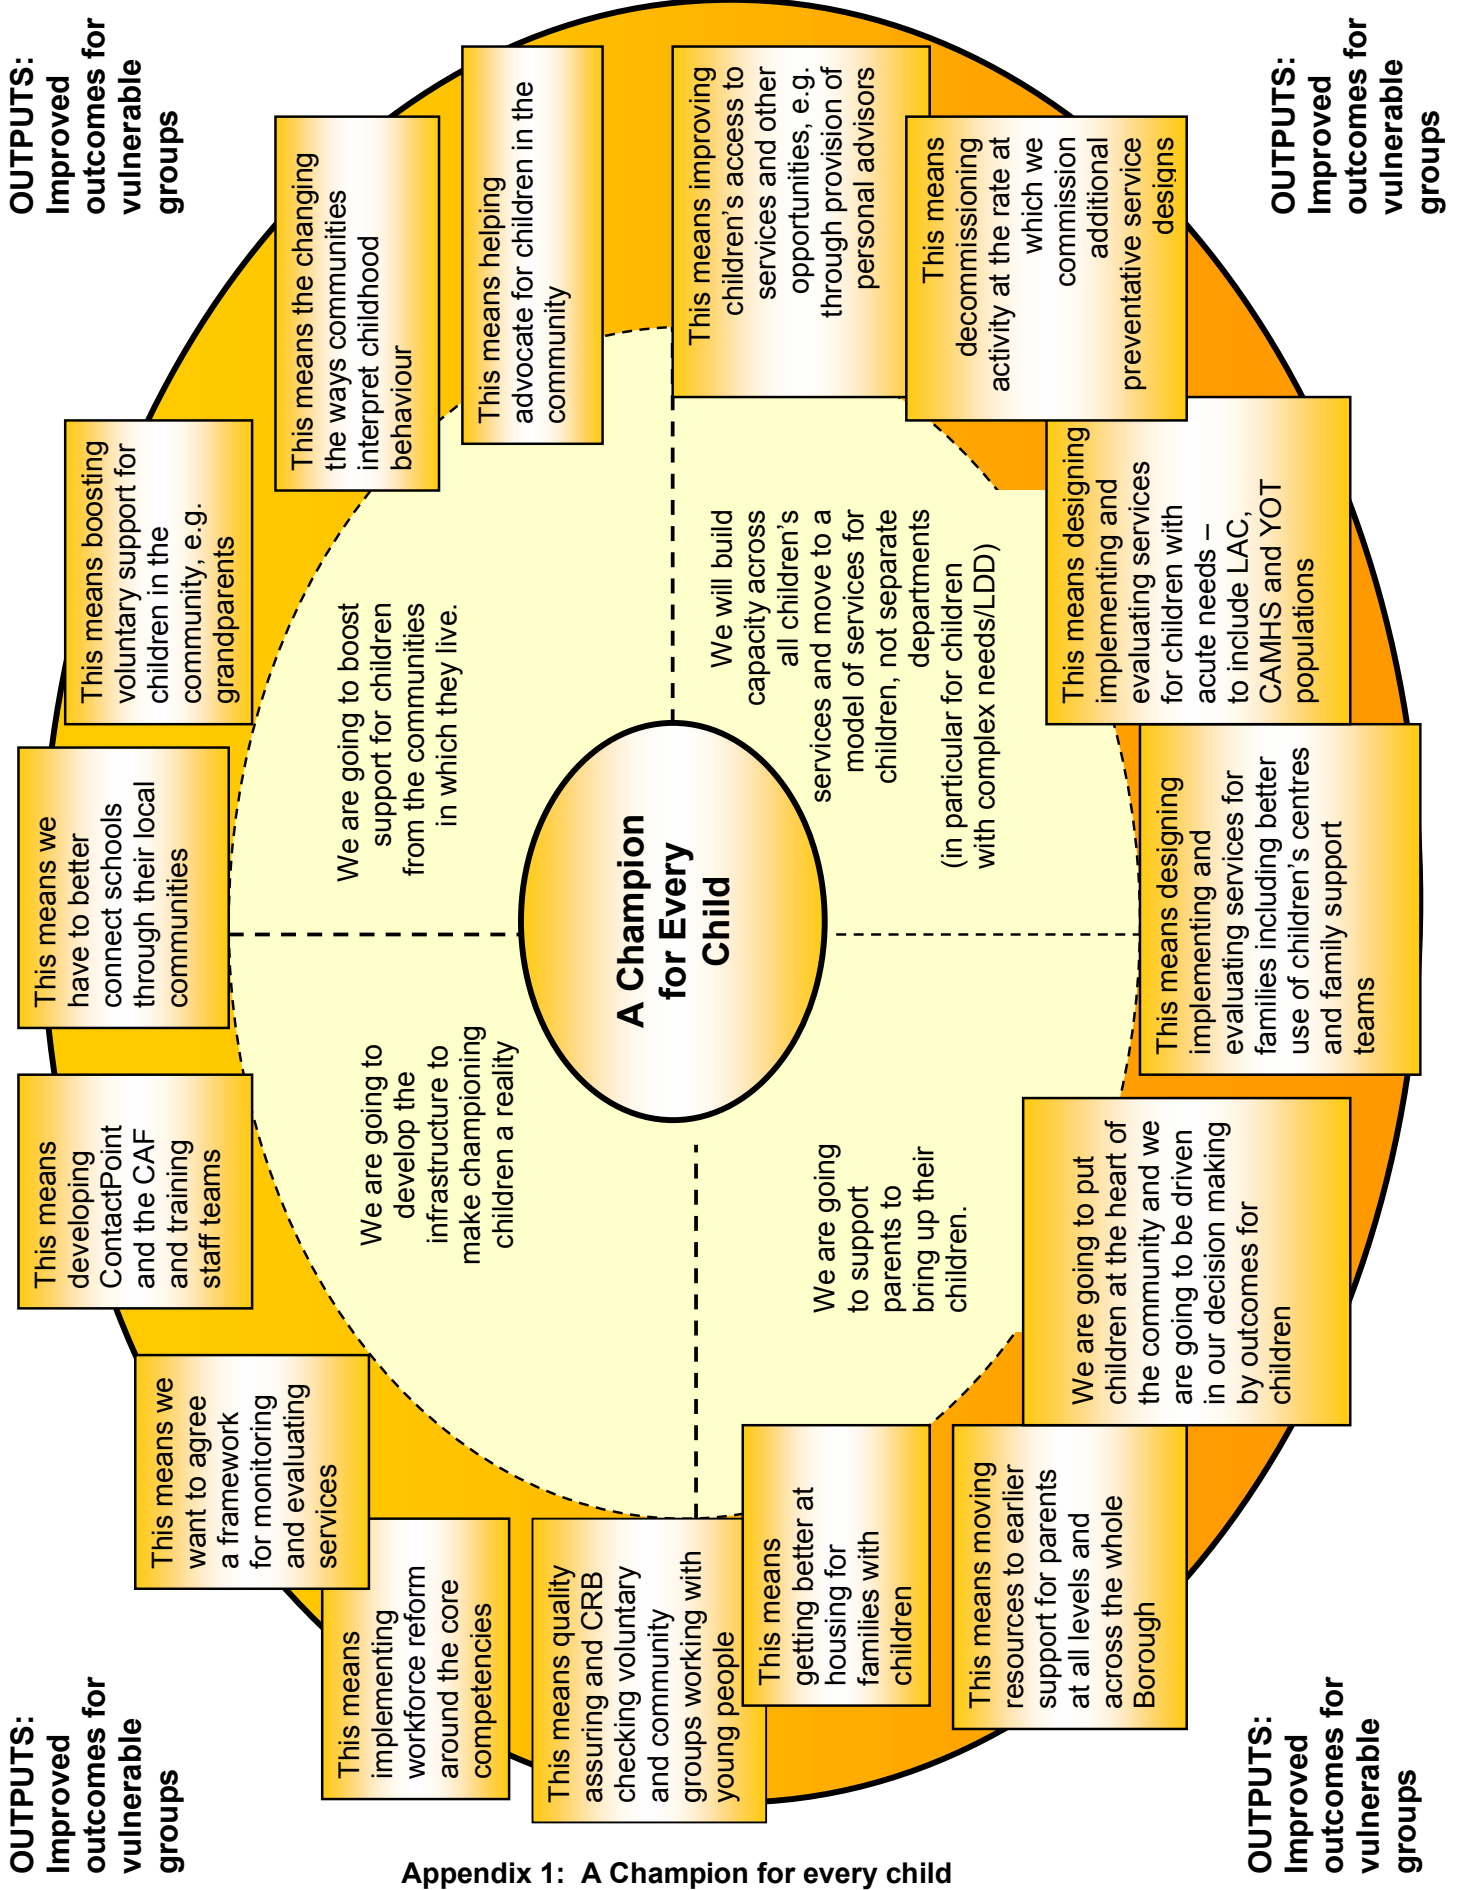 OUTPUTS:
Improved
outcomes for
vulnerable
groups
This means we
want to agree
a framework
for monitoring
and evaluating
services
This means
developing
ContactPoint
and the CAF
and training
staff teams
This means we
have to better
connect schools
through their local
communities
This means boosting
voluntary support for
children in the
community, e.g.
grandparents
OUTPUTS:
Improved
outcomes for
vulnerable
groups
This means
implementing
workforce reform
around the core
competencies
This means the changing
the ways communities
interpret childhood
behaviour
This means quality
assuring and CRB
checking voluntary
and community
groups working with
young people
We are going to
develop the
infrastructure to
make championing
children a reality
We are going to boost
support for children
from the communities
in which they live.
This means helping
advocate for children in the
community
A Champion
for Every
Child
This means improving
children's access to
services and other
opportunities, e.g.
through provision of
personal advisors
This means
getting better at
housing for
families with
children
We are going
to support
parents to
bring up their
children.
We will build
capacity across
all children's
services and move to a
model of services for
children, not separate
departments
(in particular for children
with complex needs/LDD)
This means
decommissioning
activity at the rate at
which we
commission
additional
preventative service
designs
This means moving
resources to earlier
support for parents
at all levels and
across the whole
Borough
We are going to put
children at the heart of
the community and we
are going to be driven
in our decision making
by outcomes for
children
This means designing
implementing and
evaluating services for
families including better
use of children's centres
and family support
teams
This means designing
implementing and
evaluating services
for children with
acute needs –
to include LAC,
CAMHS and YOT
populations
OUTPUTS:
Improved
outcomes for
vulnerable
groups
OUTPUTS:
Improved
outcomes for
vulnerable
groups
Appendix 1: A Champion for every child